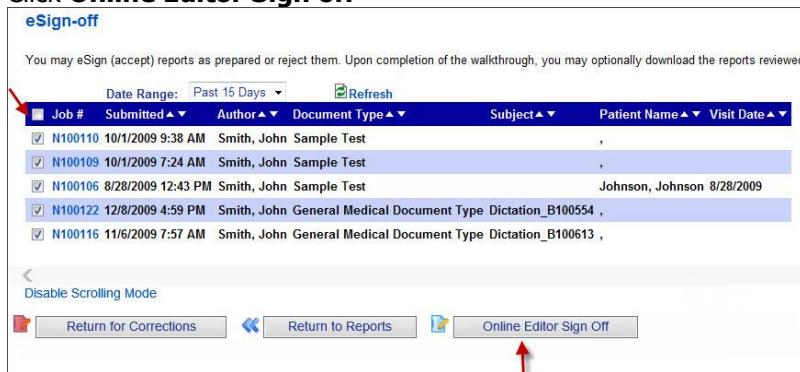 Click Online Editor Sign off
eSign-off
You may eSign (accept) reports as prepared or reject them. Upon completion of the walkthrough, you may optionally download the reports reviewed
Date Range: Past 15 Days Refresh
Job # Submitted▲▼ Author▲▼ Document Type▲▼ Subject▲▼ Patient Name▲▼ Visit Date▲▼
N100110 10/1/2009 9:38 AM Smith, John Sample Test ,
N100109 10/1/2009 7:24 AM Smith, John Sample Test ,
N100106 8/28/2009 12:43 PM Smith, John Sample Test Johnson, Johnson 8/28/2009
N100122 12/8/2009 4:59 PM Smith, John General Medical Document Type Dictation_B100554 ,
N100116 11/6/2009 7:57 AM Smith, John General Medical Document Type Dictation_B100613 ,
Disable Scrolling Mode
Return for Corrections Return to Reports Online Editor Sign Off